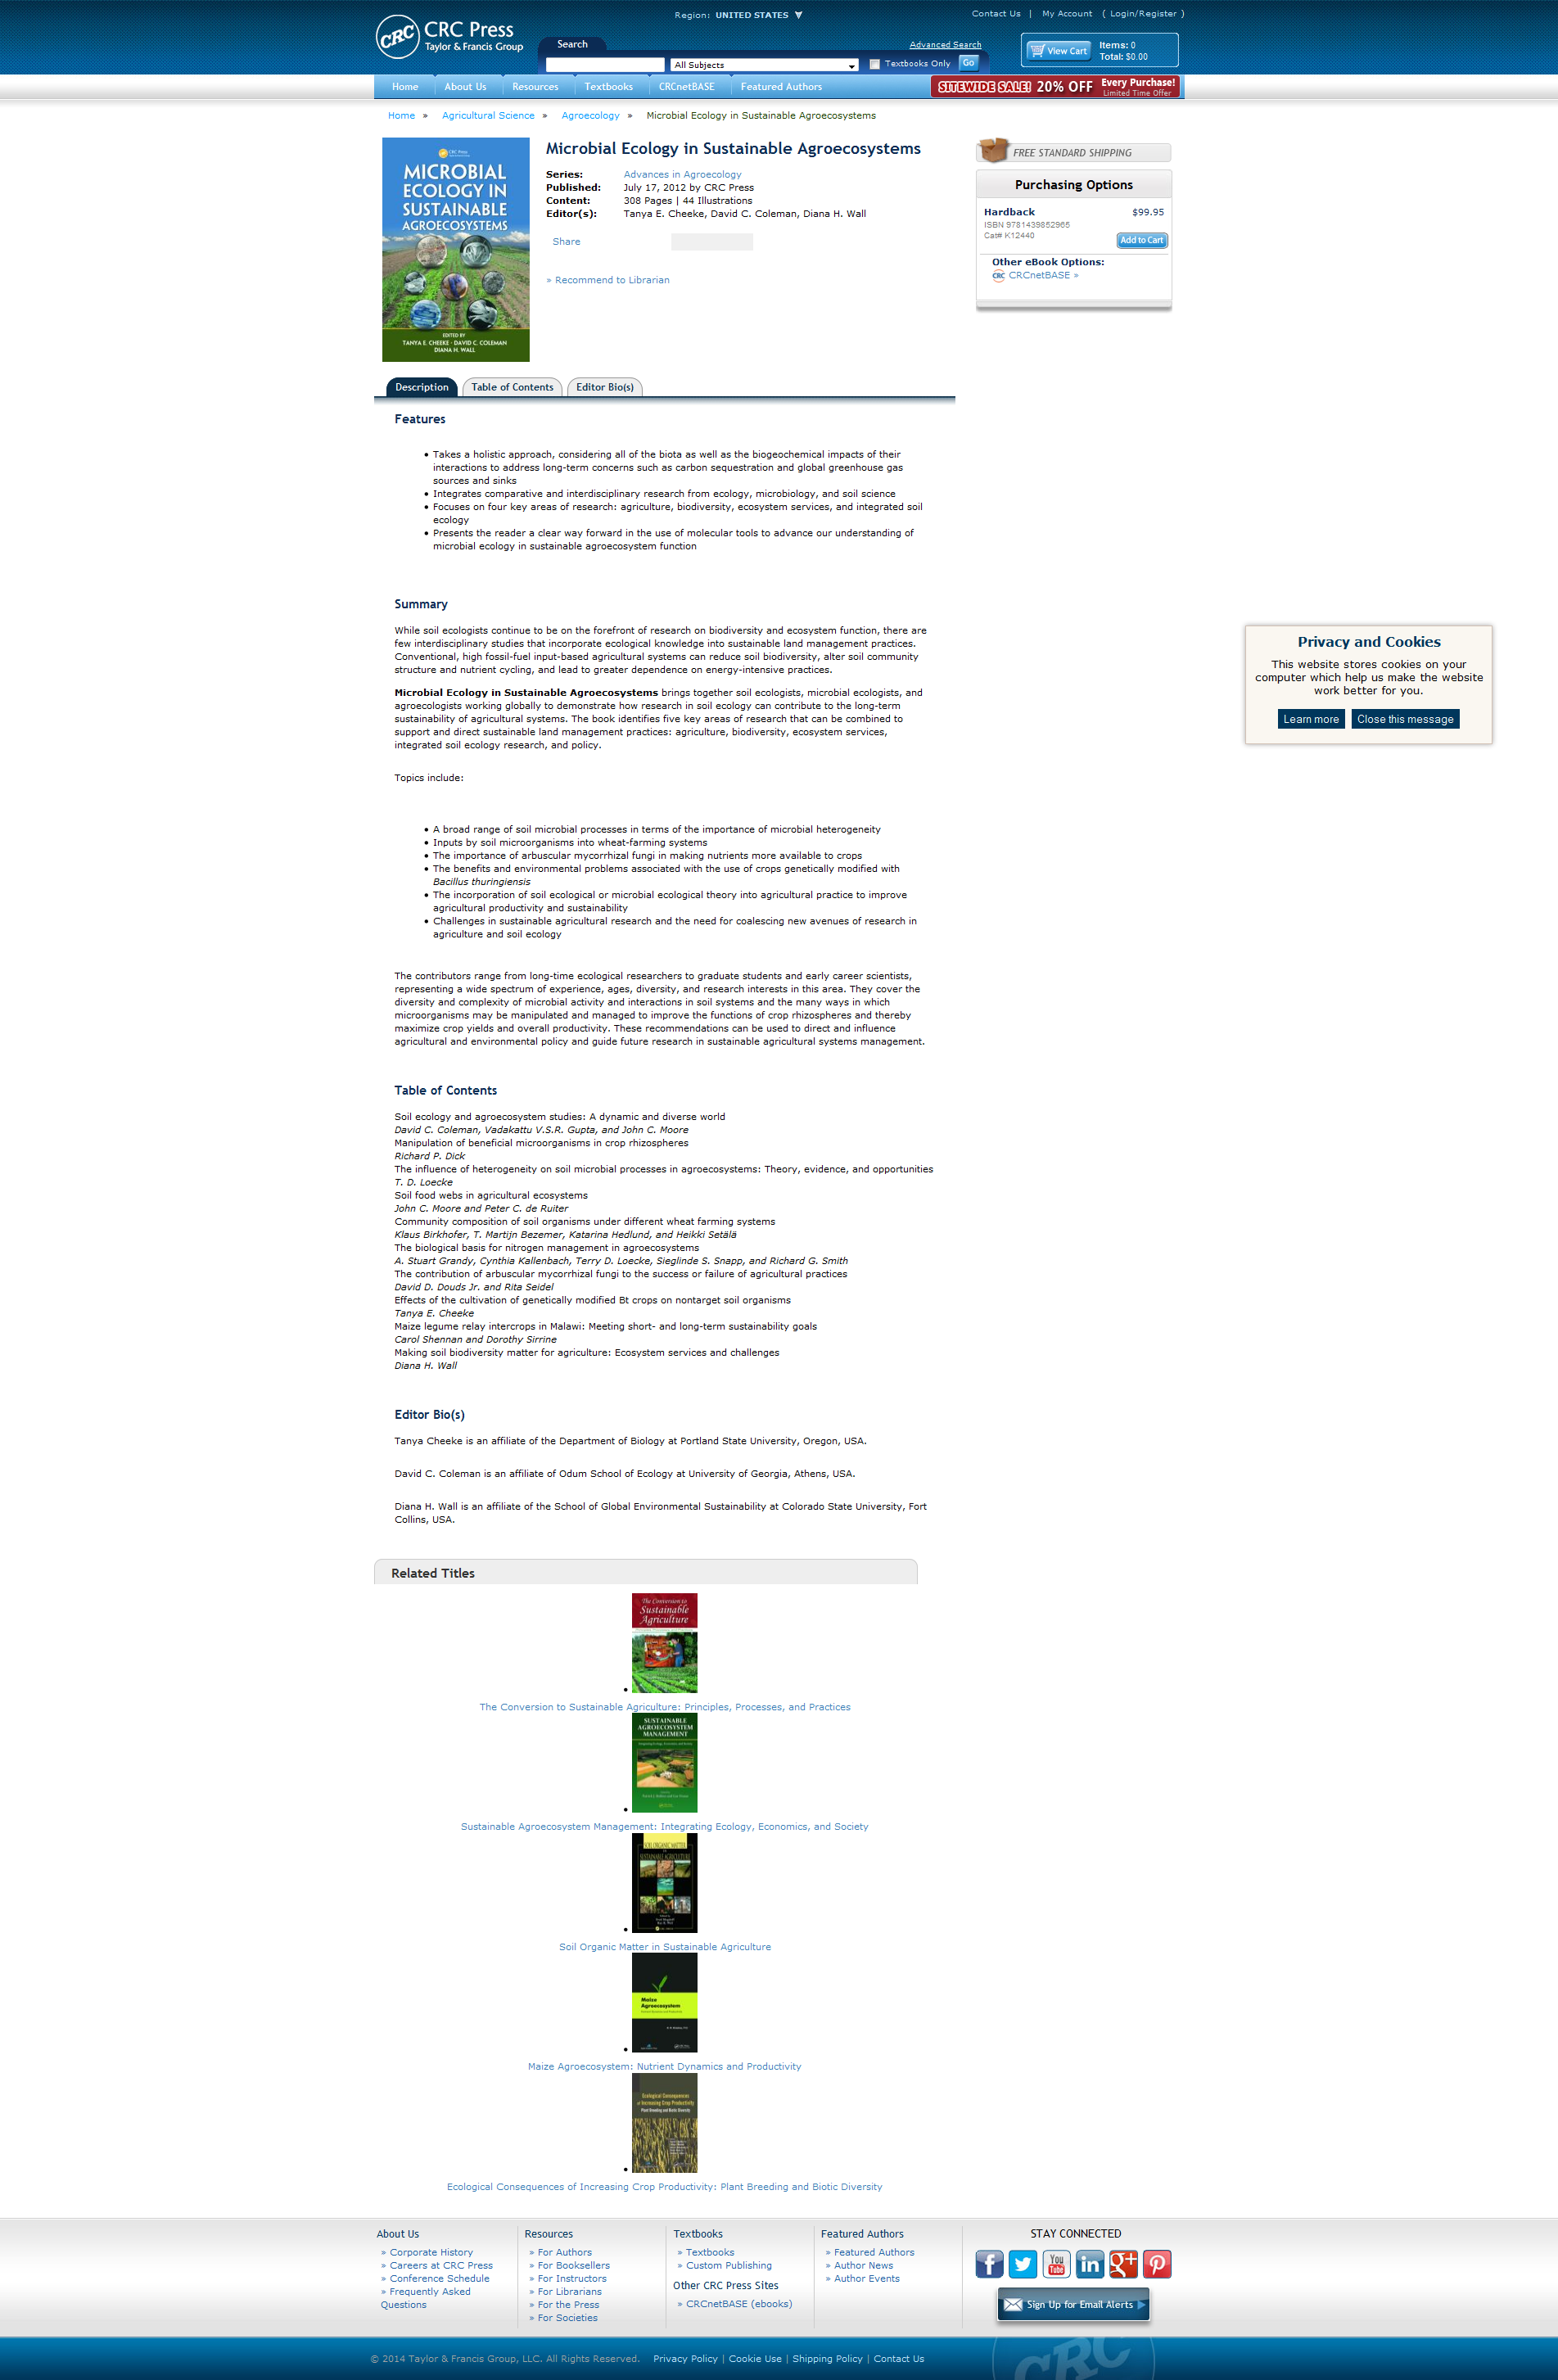 CRC Press
Taylor & Francis Group
Region: UNITED STATES
Contact Us | My Account ( Login/Register )
Search
Advanced Search
All Subjects
Textbooks Only
Go
View Cart
Items: 0
Total: $0.00
Home
About Us
Resources
Textbooks
CRCnetBASE
Featured Authors
SITEWIDE SALE! 20% OFF Every Purchase!
Limited Time Offer
Home » Agricultural Science » Agroecology » Microbial Ecology in Sustainable Agroecosystems
CRC Press
MICROBIAL
ECOLOGY IN
SUSTAINABLE
AGROECOSYSTEMS
EDITED BY
TANYA E. CHEEKE • DAVID C. COLEMAN
DIANA H. WALL
Microbial Ecology in Sustainable Agroecosystems
Series: Advances in Agroecology
Published: July 17, 2012 by CRC Press
Content: 308 Pages | 44 Illustrations
Editor(s): Tanya E. Cheeke, David C. Coleman, Diana H. Wall
Share
» Recommend to Librarian
FREE STANDARD SHIPPING
Purchasing Options
Hardback $99.95
ISBN 9781439852965
Cat# K12440
Add to Cart
Other eBook Options:
CRC CRCnetBASE »
Description
Table of Contents
Editor Bio(s)
Features
• Takes a holistic approach, considering all of the biota as well as the biogeochemical impacts of their
interactions to address long-term concerns such as carbon sequestration and global greenhouse gas
sources and sinks
• Integrates comparative and interdisciplinary research from ecology, microbiology, and soil science
• Focuses on four key areas of research: agriculture, biodiversity, ecosystem services, and integrated soil
ecology
• Presents the reader a clear way forward in the use of molecular tools to advance our understanding of
microbial ecology in sustainable agroecosystem function
Summary
While soil ecologists continue to be on the forefront of research on biodiversity and ecosystem function, there are
few interdisciplinary studies that incorporate ecological knowledge into sustainable land management practices.
Conventional, high fossil-fuel input-based agricultural systems can reduce soil biodiversity, alter soil community
structure and nutrient cycling, and lead to greater dependence on energy-intensive practices.
Microbial Ecology in Sustainable Agroecosystems brings together soil ecologists, microbial ecologists, and
agroecologists working globally to demonstrate how research in soil ecology can contribute to the long-term
sustainability of agricultural systems. The book identifies five key areas of research that can be combined to
support and direct sustainable land management practices: agriculture, biodiversity, ecosystem services,
integrated soil ecology research, and policy.
Topics include:
• A broad range of soil microbial processes in terms of the importance of microbial heterogeneity
• Inputs by soil microorganisms into wheat-farming systems
• The importance of arbuscular mycorrhizal fungi in making nutrients more available to crops
• The benefits and environmental problems associated with the use of crops genetically modified with
Bacillus thuringiensis
• The incorporation of soil ecological or microbial ecological theory into agricultural practice to improve
agricultural productivity and sustainability
• Challenges in sustainable agricultural research and the need for coalescing new avenues of research in
agriculture and soil ecology
The contributors range from long-time ecological researchers to graduate students and early career scientists,
representing a wide spectrum of experience, ages, diversity, and research interests in this area. They cover the
diversity and complexity of microbial activity and interactions in soil systems and the many ways in which
microorganisms may be manipulated and managed to improve the functions of crop rhizospheres and thereby
maximize crop yields and overall productivity. These recommendations can be used to direct and influence
agricultural and environmental policy and guide future research in sustainable agricultural systems management.
Privacy and Cookies
This website stores cookies on your
computer which help us make the website
work better for you.
Learn more
Close this message
Table of Contents
Soil ecology and agroecosystem studies: A dynamic and diverse world
David C. Coleman, Vadakattu V.S.R. Gupta, and John C. Moore
Manipulation of beneficial microorganisms in crop rhizospheres
Richard P. Dick
The influence of heterogeneity on soil microbial processes in agroecosystems: Theory, evidence, and opportunities
T. D. Loecke
Soil food webs in agricultural ecosystems
John C. Moore and Peter C. de Ruiter
Community composition of soil organisms under different wheat farming systems
Klaus Birkhofer, T. Martijn Bezemer, Katarina Hedlund, and Heikki Setälä
The biological basis for nitrogen management in agroecosystems
A. Stuart Grandy, Cynthia Kallenbach, Terry D. Loecke, Sieglinde S. Snapp, and Richard G. Smith
The contribution of arbuscular mycorrhizal fungi to the success or failure of agricultural practices
David D. Douds Jr. and Rita Seidel
Effects of the cultivation of genetically modified Bt crops on nontarget soil organisms
Tanya E. Cheeke
Maize legume relay intercrops in Malawi: Meeting short- and long-term sustainability goals
Carol Shennan and Dorothy Sirrine
Making soil biodiversity matter for agriculture: Ecosystem services and challenges
Diana H. Wall
Editor Bio(s)
Tanya Cheeke is an affiliate of the Department of Biology at Portland State University, Oregon, USA.
David C. Coleman is an affiliate of Odum School of Ecology at University of Georgia, Athens, USA.
Diana H. Wall is an affiliate of the School of Global Environmental Sustainability at Colorado State University, Fort
Collins, USA.
Related Titles
The Conversion to
Sustainable
Agriculture
The Conversion to Sustainable Agriculture: Principles, Processes, and Practices
SUSTAINABLE
AGROECOSYSTEM
MANAGEMENT
Sustainable Agroecosystem Management: Integrating Ecology, Economics, and Society
SOIL ORGANIC MATTER
SUSTAINABLE AGRICULTURE
Soil Organic Matter in Sustainable Agriculture
Maize
Agroecosystem
Maize Agroecosystem: Nutrient Dynamics and Productivity
Ecological Consequences
of Increasing Crop Productivity
Plant Breeding and Biotic Diversity
Ecological Consequences of Increasing Crop Productivity: Plant Breeding and Biotic Diversity
About Us
» Corporate History
» Careers at CRC Press
» Conference Schedule
» Frequently Asked
Questions
Resources
» For Authors
» For Booksellers
» For Instructors
» For Librarians
» For the Press
» For Societies
Textbooks
» Textbooks
» Custom Publishing
Other CRC Press Sites
» CRCnetBASE (ebooks)
Featured Authors
» Featured Authors
» Author News
» Author Events
STAY CONNECTED
You Tube
in
Sign Up for Email Alerts
© 2014 Taylor & Francis Group, LLC. All Rights Reserved. Privacy Policy | Cookie Use | Shipping Policy | Contact Us
CRC